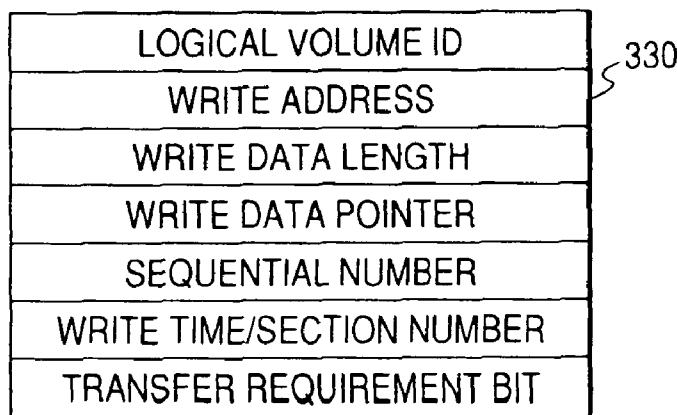 LOGICAL VOLUME ID
330
WRITE ADDRESS
WRITE DATA LENGTH
WRITE DATA POINTER
SEQUENTIAL NUMBER
WRITE TIME/SECTION NUMBER
TRANSFER REQUIREMENT BIT